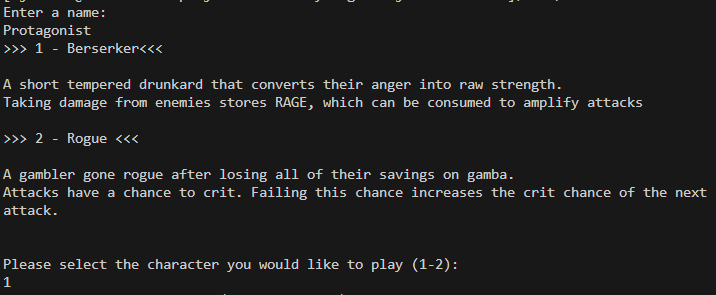 Enter a name:
Protagonist
>>> 1 - Berserker<<<
A short tempered drunkard that converts their anger into raw strength.
Taking damage from enemies stores RAGE, which can be consumed to amplify attacks
>>> 2 - Rogue <<<
A gambler gone rogue after losing all of their savings on gamba.
Attacks have a chance to crit. Failing this chance increases the crit chance of the next
attack.
Please select the character you would like to play (1-2):
1